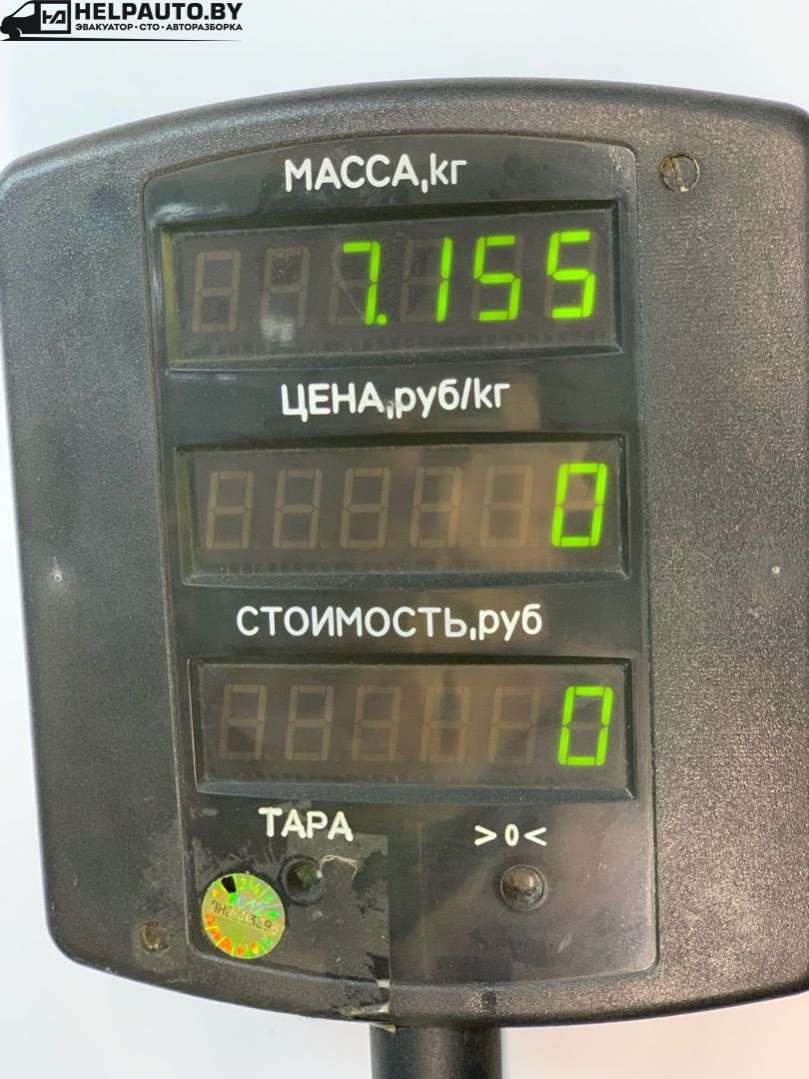 HELPAUTO.BY
ЭВАКУАТОР · СТО · АВТОРАЗБОРКА
МАССА,кг
7.155
ЦЕНА,руб/кг
0
СТОИМОСТЬ,руб
0
ТАРА >0<